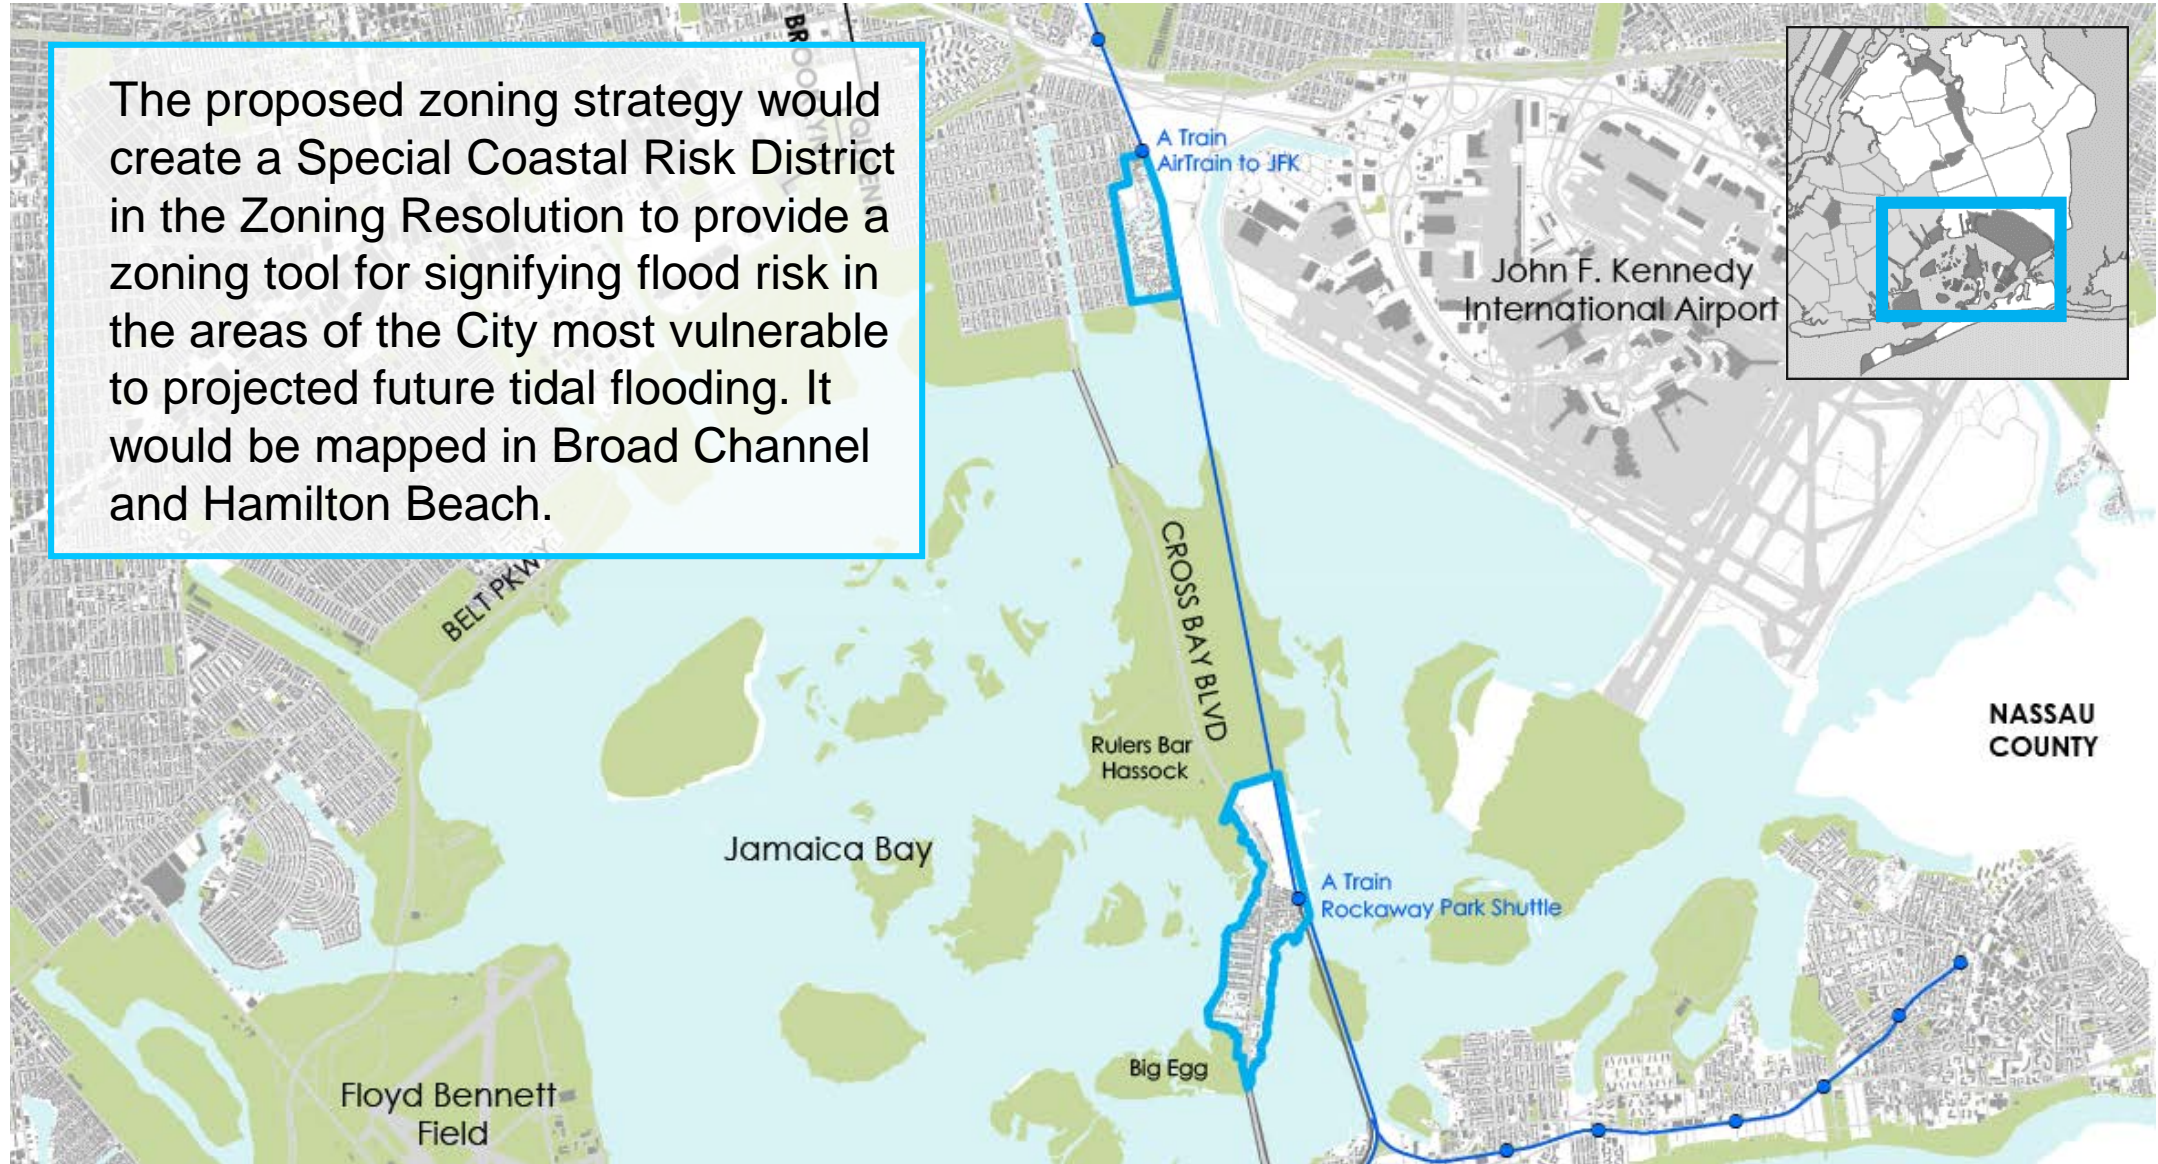 The proposed zoning strategy would
create a Special Coastal Risk District
in the Zoning Resolution to provide a
zoning tool for signifying flood risk in
the areas of the City most vulnerable
to projected future tidal flooding. It
would be mapped in Broad Channel
and Hamilton Beach.
BROOKLYN
QUEENS
A Train
AirTrain to JFK
John F. Kennedy
International Airport
BELT PKWY
CROSS BAY BLVD
NASSAU
COUNTY
Rulers Bar
Hassock
Jamaica Bay
A Train
Rockaway Park Shuttle
Big Egg
Floyd Bennett
Field